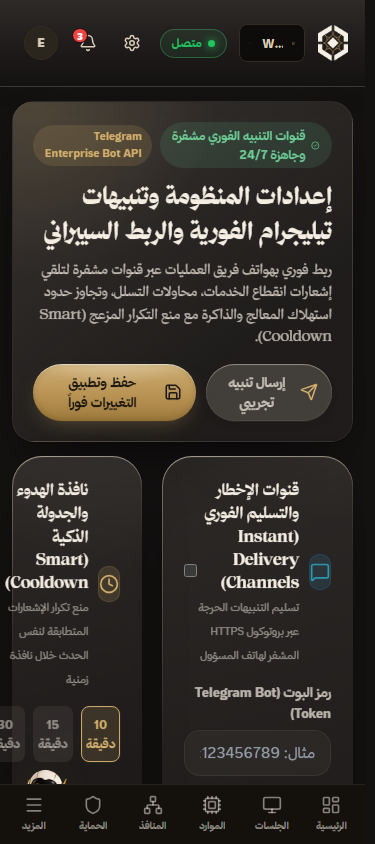 W...
متصل
3
E
قنوات التنبيه الفوري مشفرة
وجاهزة 24/7
Telegram
Enterprise Bot API
إعدادات المنظومة وتنبيهات
تيليجرام الفورية والربط السيبراني
ربط فوري بهواتف فريق العمليات عبر قنوات مشفرة لتلقي
إشعارات انقطاع الخدمات، محاولات التسلل، وتجاوز حدود
استهلاك المعالج والذاكرة مع منع التكرار المزعج (Smart
Cooldown).
إرسال تنبيه
تجريبي
حفظ وتطبيق
التغييرات فوراً
قنوات الإخطار
والتسليم الفوري
(Instant
Delivery
Channels)
تسليم التنبيهات الحرجة
عبر بروتوكول HTTPS
المشفر لهاتف المسؤول
رمز البوت (Telegram Bot
Token)
مثال: 123456789:
نافذة الهدوء
والجدولة
الذكية
(Smart
Cooldown)
منع تكرار الإشعارات
المتطابقة لنفس
الحدث خلال نافذة
زمنية
10
دقيقة
15
دقيقة
30
دقيقة
الرئيسية
الجلسات
الموارد
المنافذ
الحماية
المزيد